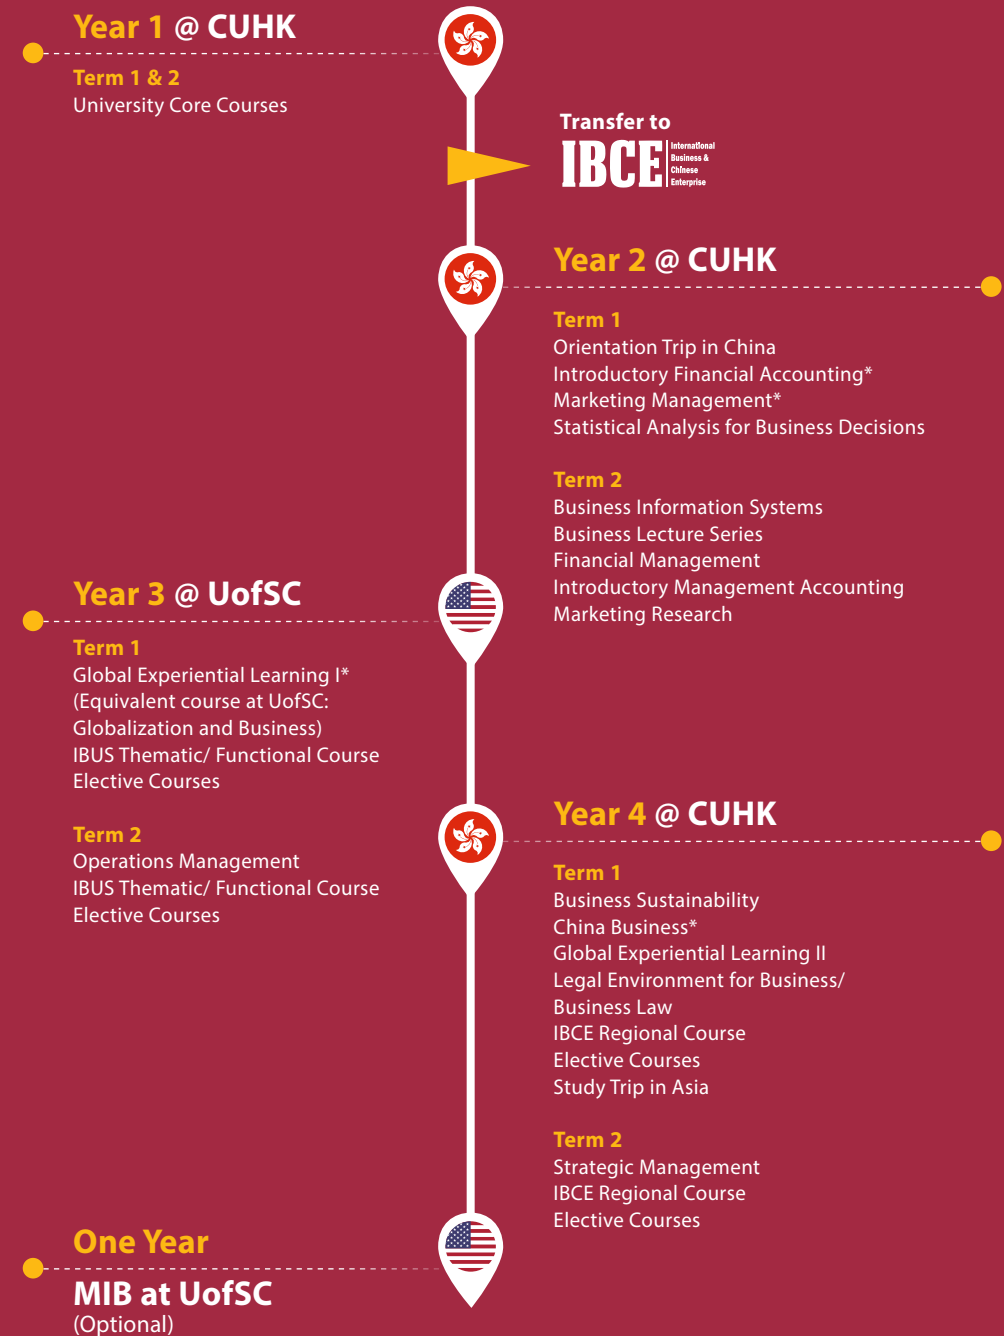 Year 1 @ CUHK
Term 1 & 2
University Core Courses
Transfer to
IBCE
International
Business &
Chinese
Enterprise
Year 2 @ CUHK
Term 1
Orientation Trip in China
Introductory Financial Accounting*
Marketing Management*
Statistical Analysis for Business Decisions
Term 2
Business Information Systems
Business Lecture Series
Financial Management
Introductory Management Accounting
Marketing Research
Year 3 @ UofSC
Term 1
Global Experiential Learning I*
(Equivalent course at UofSC:
Globalization and Business)
IBUS Thematic/ Functional Course
Elective Courses
Term 2
Operations Management
IBUS Thematic/ Functional Course
Elective Courses
Year 4 @ CUHK
Term 1
Business Sustainability
China Business*
Global Experiential Learning II
Legal Environment for Business/
Business Law
IBCE Regional Course
Elective Courses
Study Trip in Asia
Term 2
Strategic Management
IBCE Regional Course
Elective Courses
One Year
MIB at UofSC
(Optional)